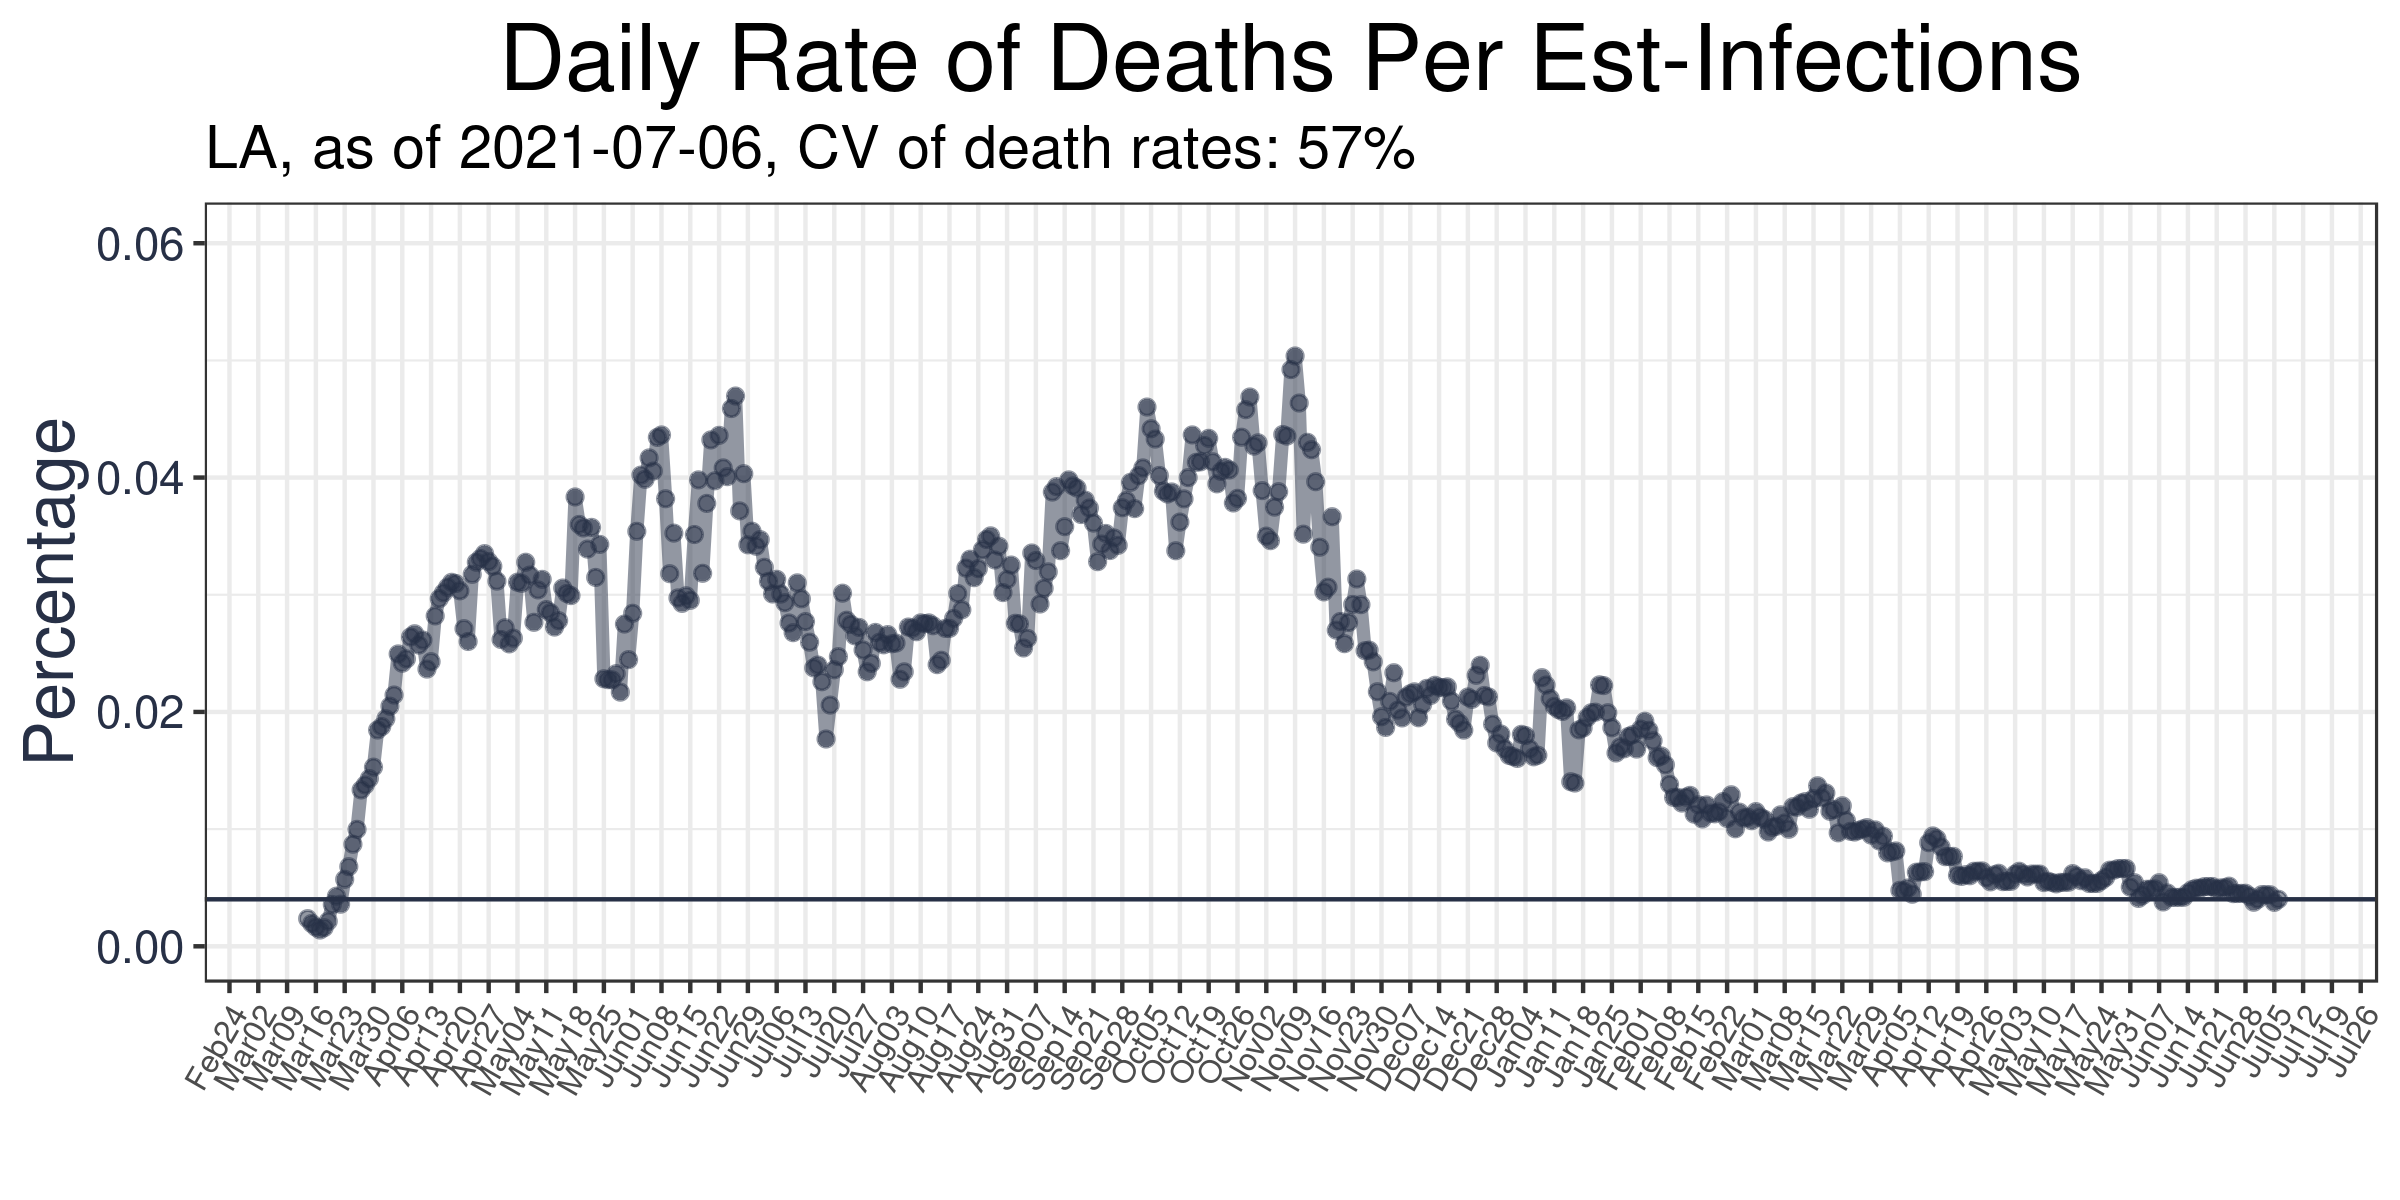 Daily Rate of Deaths Per Est-Infections
LA, as of 2021-07-06, CV of death rates: 57%
Percentage
0.06
0.04
0.02
0.00
Feb24
Mar02
Mar09
Mar16
Mar23
Mar30
Apr06
Apr13
Apr20
Apr27
May04
May11
May18
May25
Jun01
Jun08
Jun15
Jun22
Jun29
Jul06
Jul13
Jul20
Jul27
Aug03
Aug10
Aug17
Aug24
Aug31
Sep07
Sep14
Sep21
Sep28
Oct05
Oct12
Oct19
Oct26
Nov02
Nov09
Nov16
Nov23
Nov30
Dec07
Dec14
Dec21
Dec28
Jan04
Jan11
Jan18
Jan25
Feb01
Feb08
Feb15
Feb22
Mar01
Mar08
Mar15
Mar22
Mar29
Apr05
Apr12
Apr19
Apr26
May03
May10
May17
May24
May31
Jun07
Jun14
Jun21
Jun28
Jul05
Jul12
Jul19
Jul26